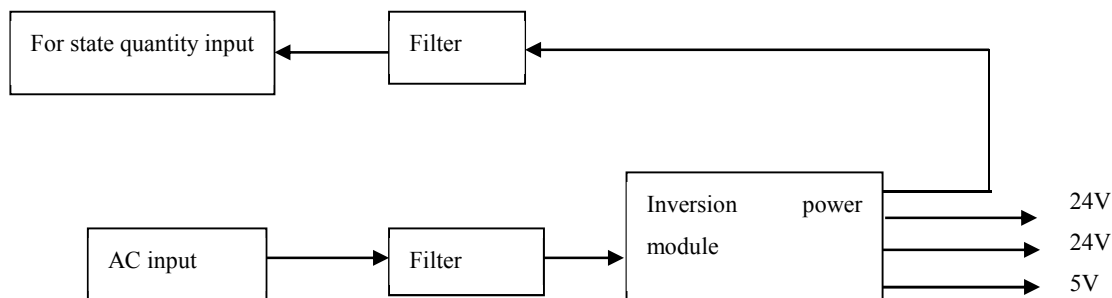 For state quantity input
Filter
Inversion power
module
24V
24V
5V
AC input
Filter